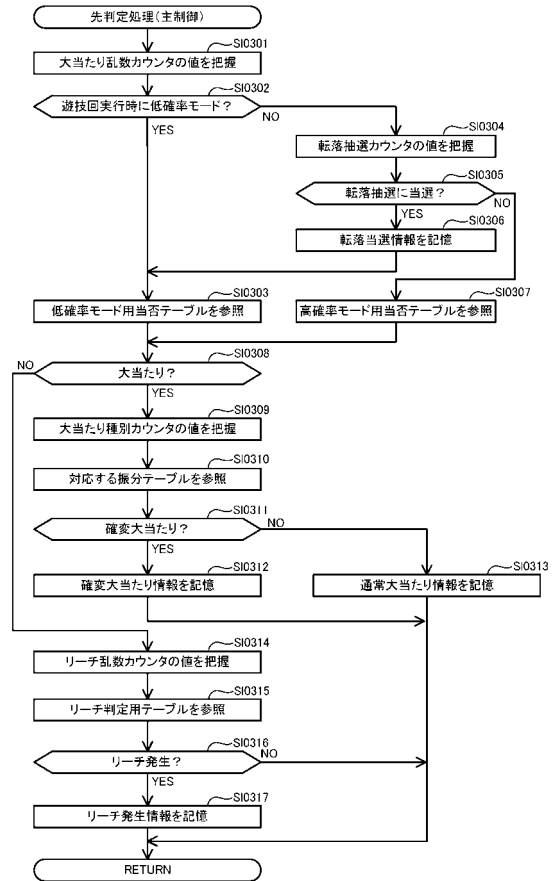 先判定処理(主制御)
SI0301
大当たり乱数カウンタの値を把握
SI0302
遊技回実行時に低確率モード?
NO
YES
SI0304
転落抽選カウンタの値を把握
SI0305
転落抽選に当選?
NO
YES
SI0306
転落当選情報を記憶
SI0303
低確率モード用当否テーブルを参照
SI0307
高確率モード用当否テーブルを参照
SI0308
NO
大当たり?
YES
SI0309
大当たり種別カウンタの値を把握
SI0310
対応する振分テーブルを参照
SI0311
確変大当たり?
NO
YES
SI0312
確変大当たり情報を記憶
SI0313
通常大当たり情報を記憶
SI0314
リーチ乱数カウンタの値を把握
SI0315
リーチ判定用テーブルを参照
SI0316
リーチ発生?
NO
YES
SI0317
リーチ発生情報を記憶
RETURN